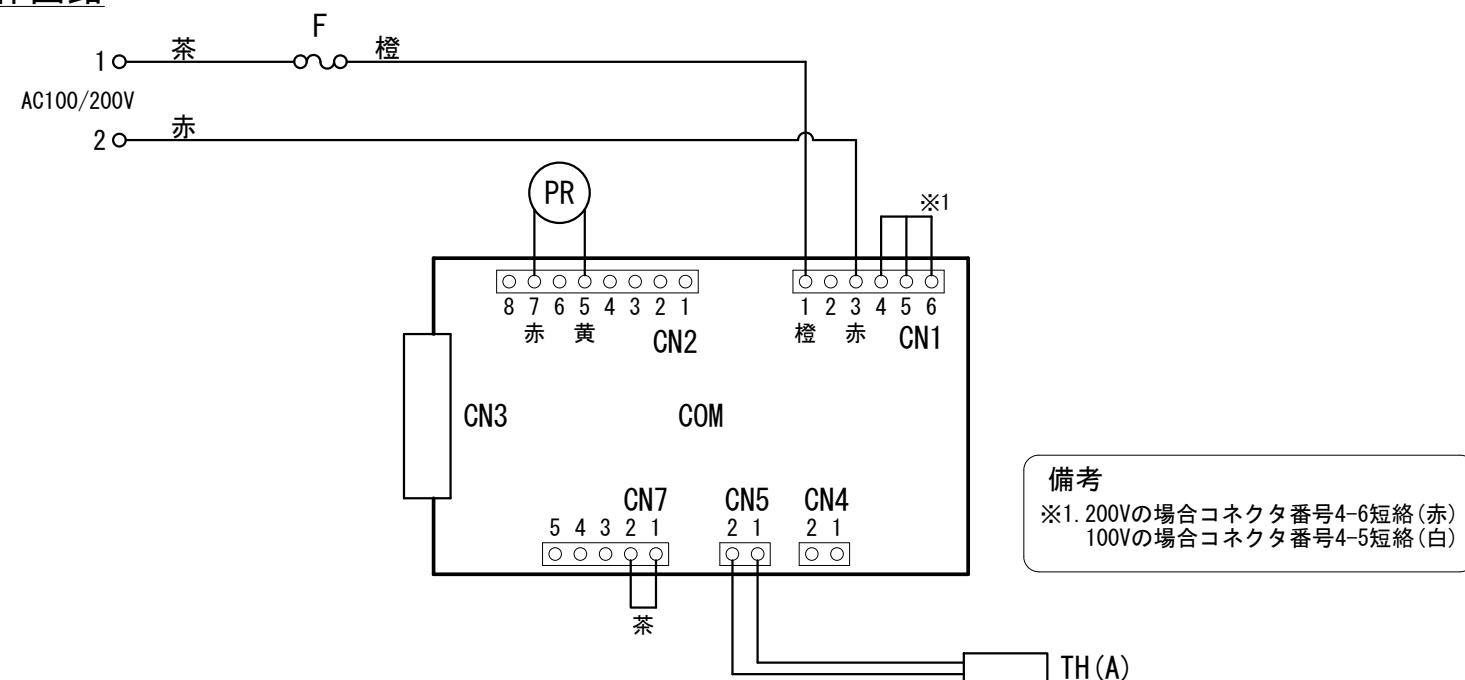 F
1 茶 橙
AC100/200V
2 赤
PR
※1
8 7 6 5 4 3 2 1
1 2 3 4 5 6
赤 黄
CN2
橙 赤
CN1
CN3
COM
CN7
CN5
CN4
5 4 3 2 1
2 1
2 1
茶
備考
※1.200Vの場合コネクタ番号4-6短絡(赤)
100Vの場合コネクタ番号4-5短絡(白)
TH(A)